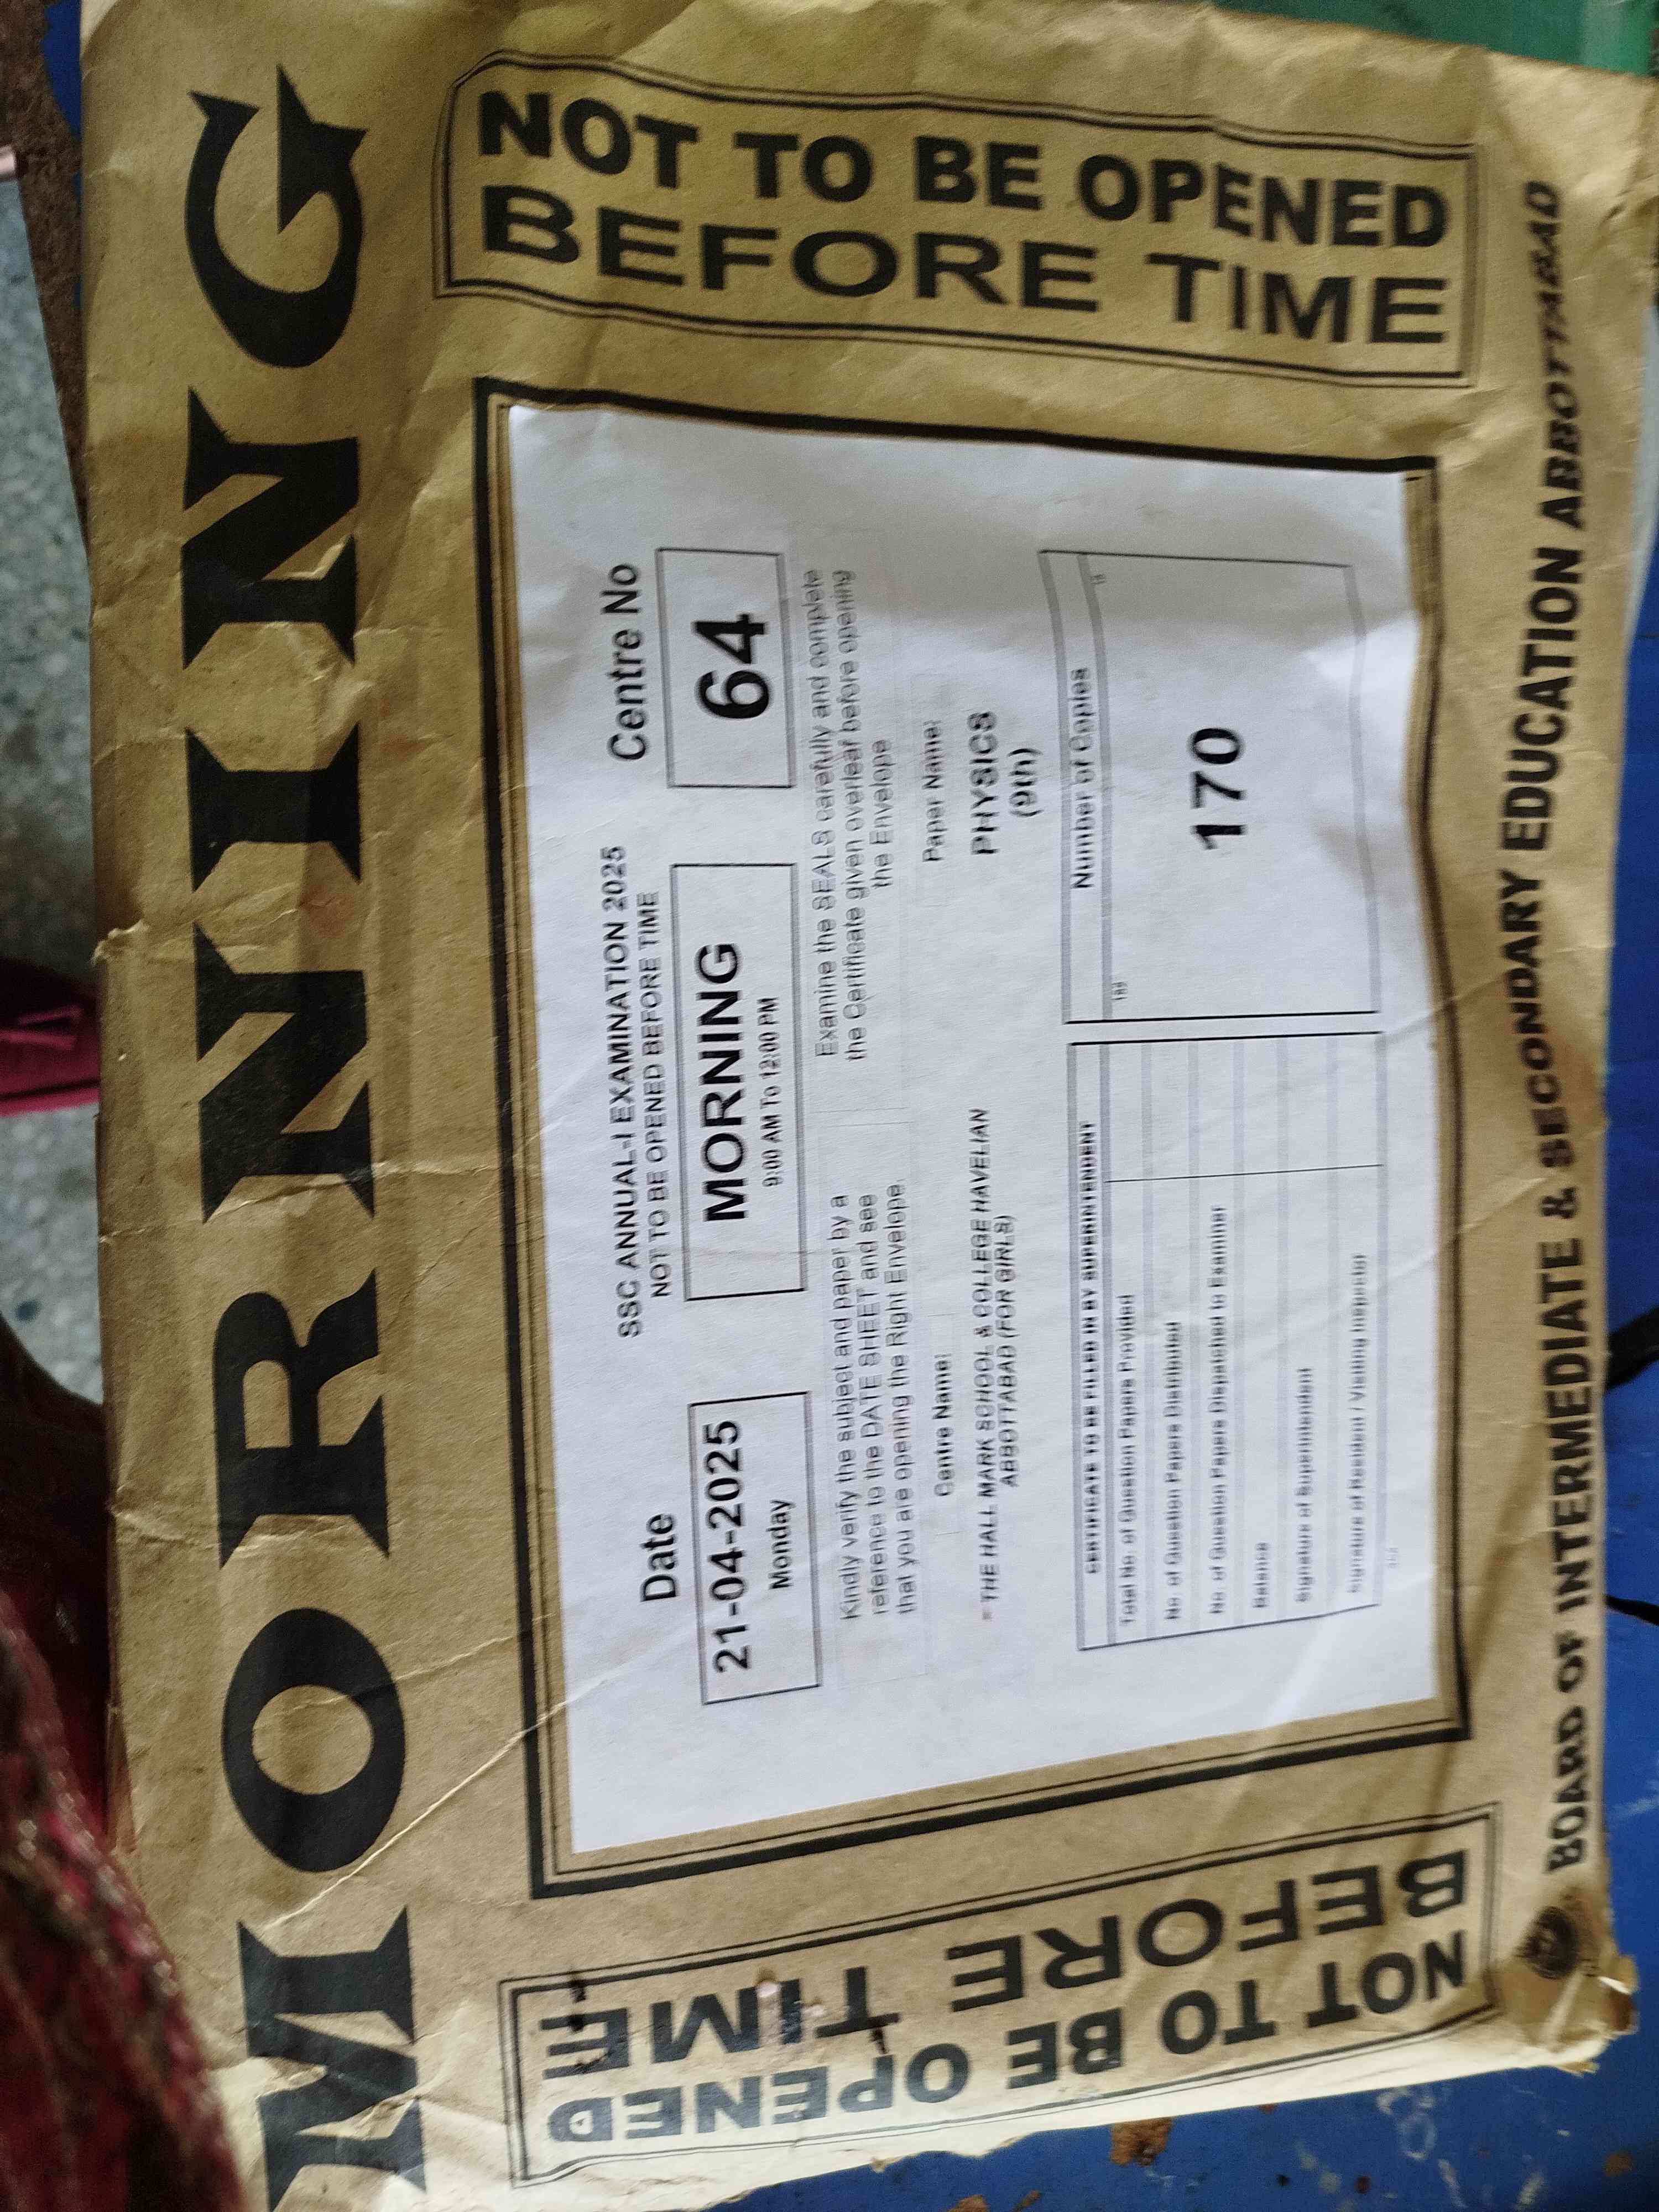 MORNING
NOT TO BE OPENED
BEFORE TIME
SSC ANNUAL-I EXAMINATION 2025
NOT TO BE OPENED BEFORE TIME
Date
21-04-2025
Monday
MORNING
9:00 AM To 12:00 PM
Centre No
64
Kindly verify the subject and paper by a
reference to the DATE SHEET and see
that you are opening the Right Envelope.
Examine the SEALS carefully and complete
the Certificate given overleaf before opening
the Envelope
Centre Name:
THE HALL MARK SCHOOL & COLLEGE HAVELIAN
ABBOTTABAD (FOR GIRLS)
Paper Name:
PHYSICS
(9th)
CERTIFICATE TO BE FILLED IN BY SUPERINTENDENT
Total No. of Question Papers Provided
No. of Question Papers Distributed
No. of Question Papers Dispatched to Examiner
Balance
Signature of Superintendent
Signature of Resident / Visiting Inspector
Number of Copies
170
NOT TO BE OPENED
BEFORE TIME
BOARD OF INTERMEDIATE & SECONDARY EDUCATION ABBOTTABAD